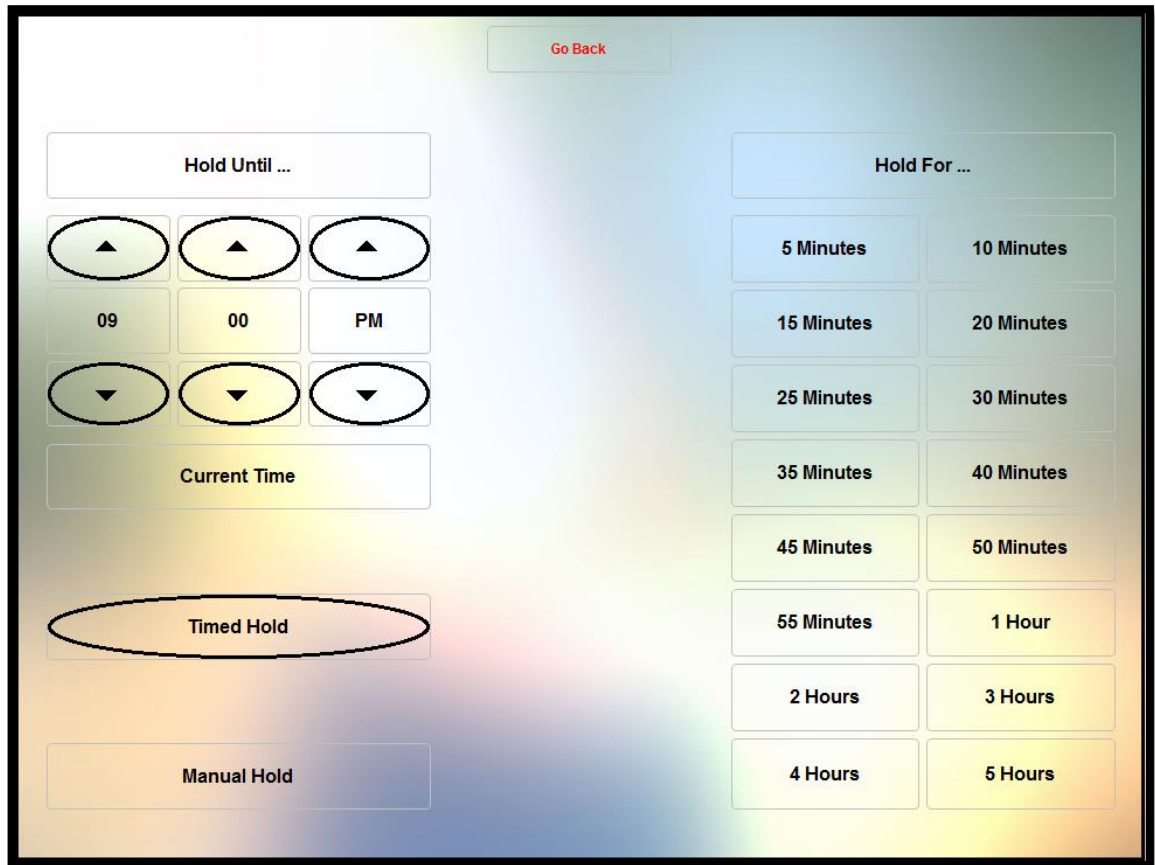 Go Back
Hold Until ...
09 00 PM
Current Time
Timed Hold
Manual Hold
Hold For ...
5 Minutes 10 Minutes
15 Minutes 20 Minutes
25 Minutes 30 Minutes
35 Minutes 40 Minutes
45 Minutes 50 Minutes
55 Minutes 1 Hour
2 Hours 3 Hours
4 Hours 5 Hours